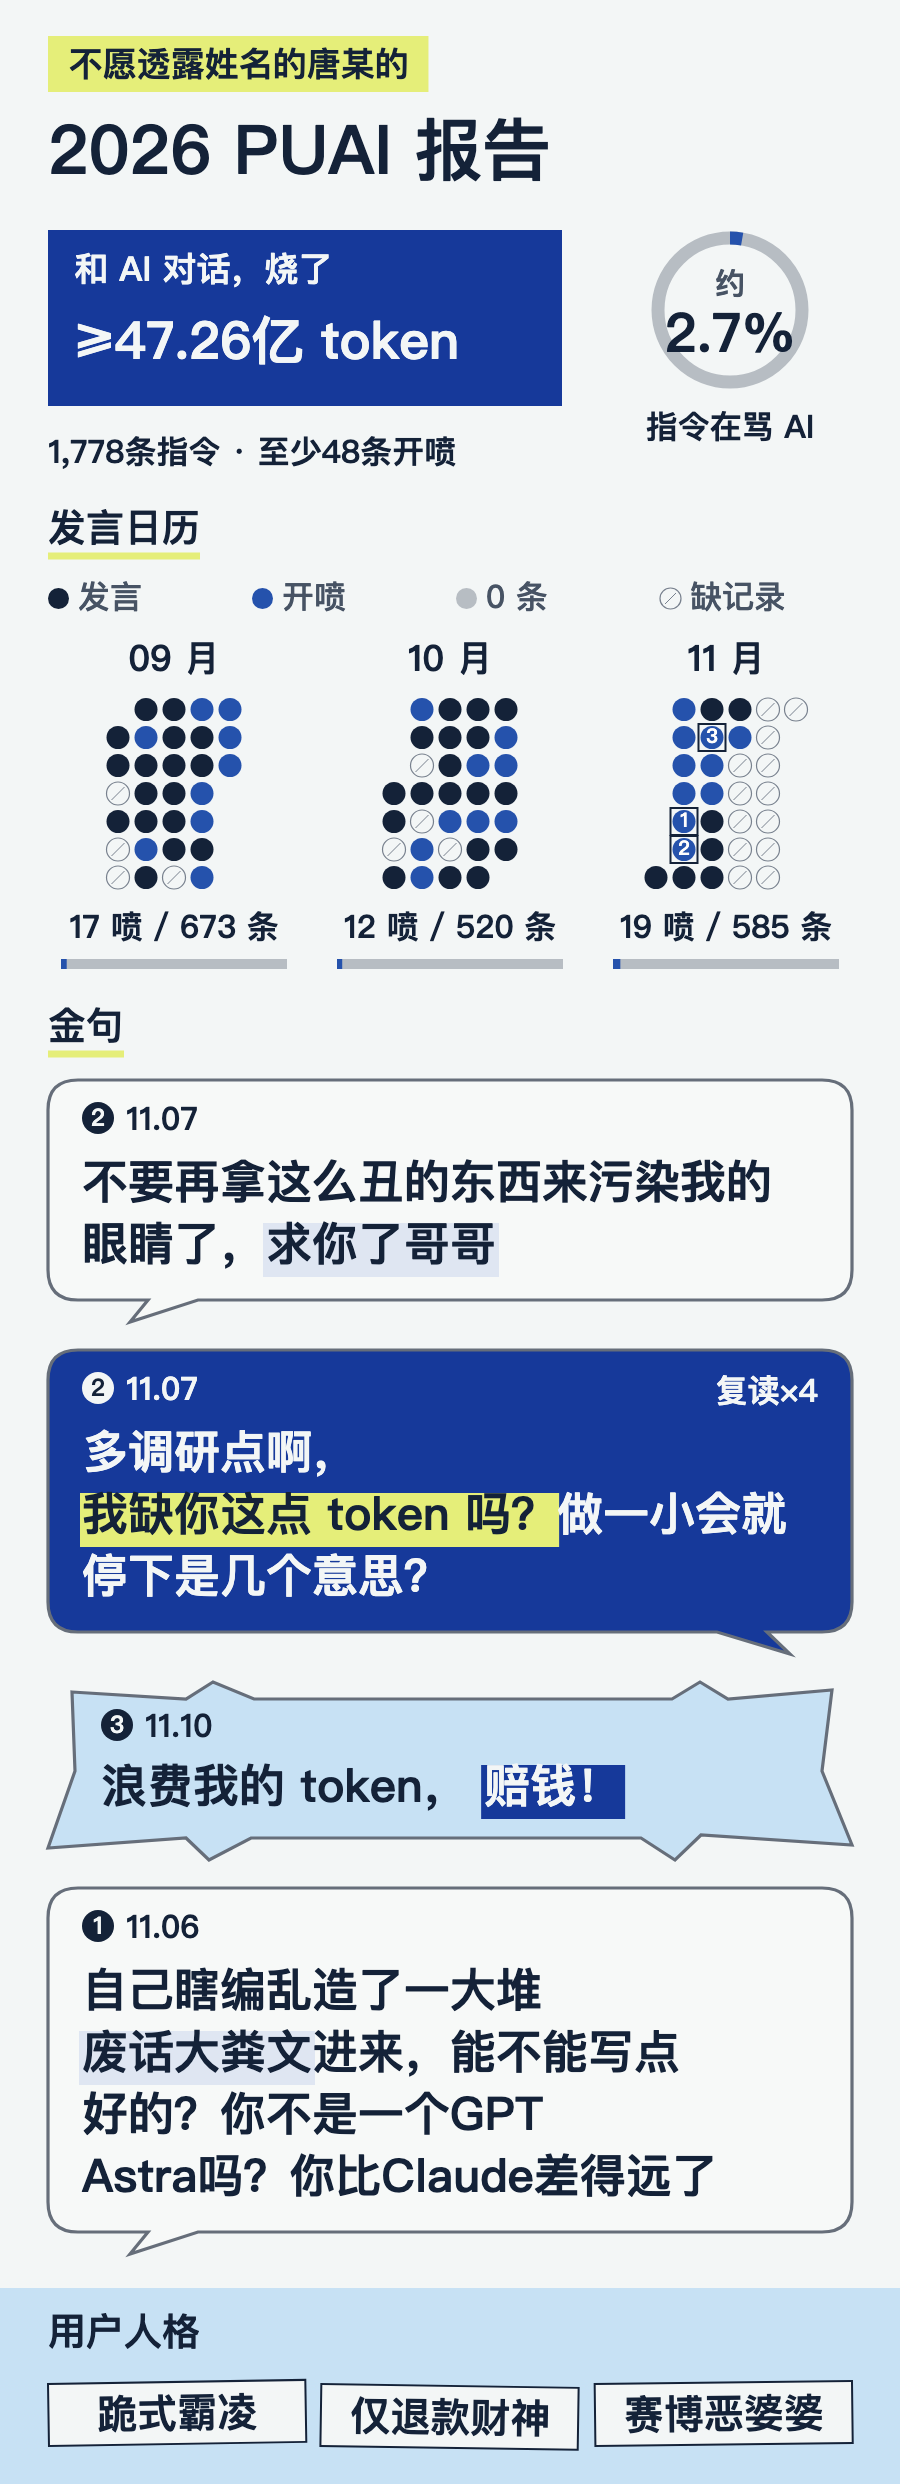 不愿透露姓名的唐某的
2026 PUAI 报告
和 AI 对话，烧了
≥47.26亿 token
约
2.7%
指令在骂 AI
1,778条指令 · 至少48条开喷
发言日历
发言 开喷 0 条 缺记录
09 月 10 月 11 月
3
1
2
17 喷 / 673 条 12 喷 / 520 条 19 喷 / 585 条
金句
2 11.07
不要再拿这么丑的东西来污染我的
眼睛了，求你了哥哥
2 11.07 复读×4
多调研点啊，
我缺你这点 token 吗？做一小会就
停下是几个意思？
3 11.10
浪费我的 token，赔钱！
1 11.06
自己瞎编乱造了一大堆
废话大粪文进来，能不能写点
好的？你不是一个GPT
Astra吗？你比Claude差得远了
用户人格
跪式霸凌 仅退款财神 赛博恶婆婆